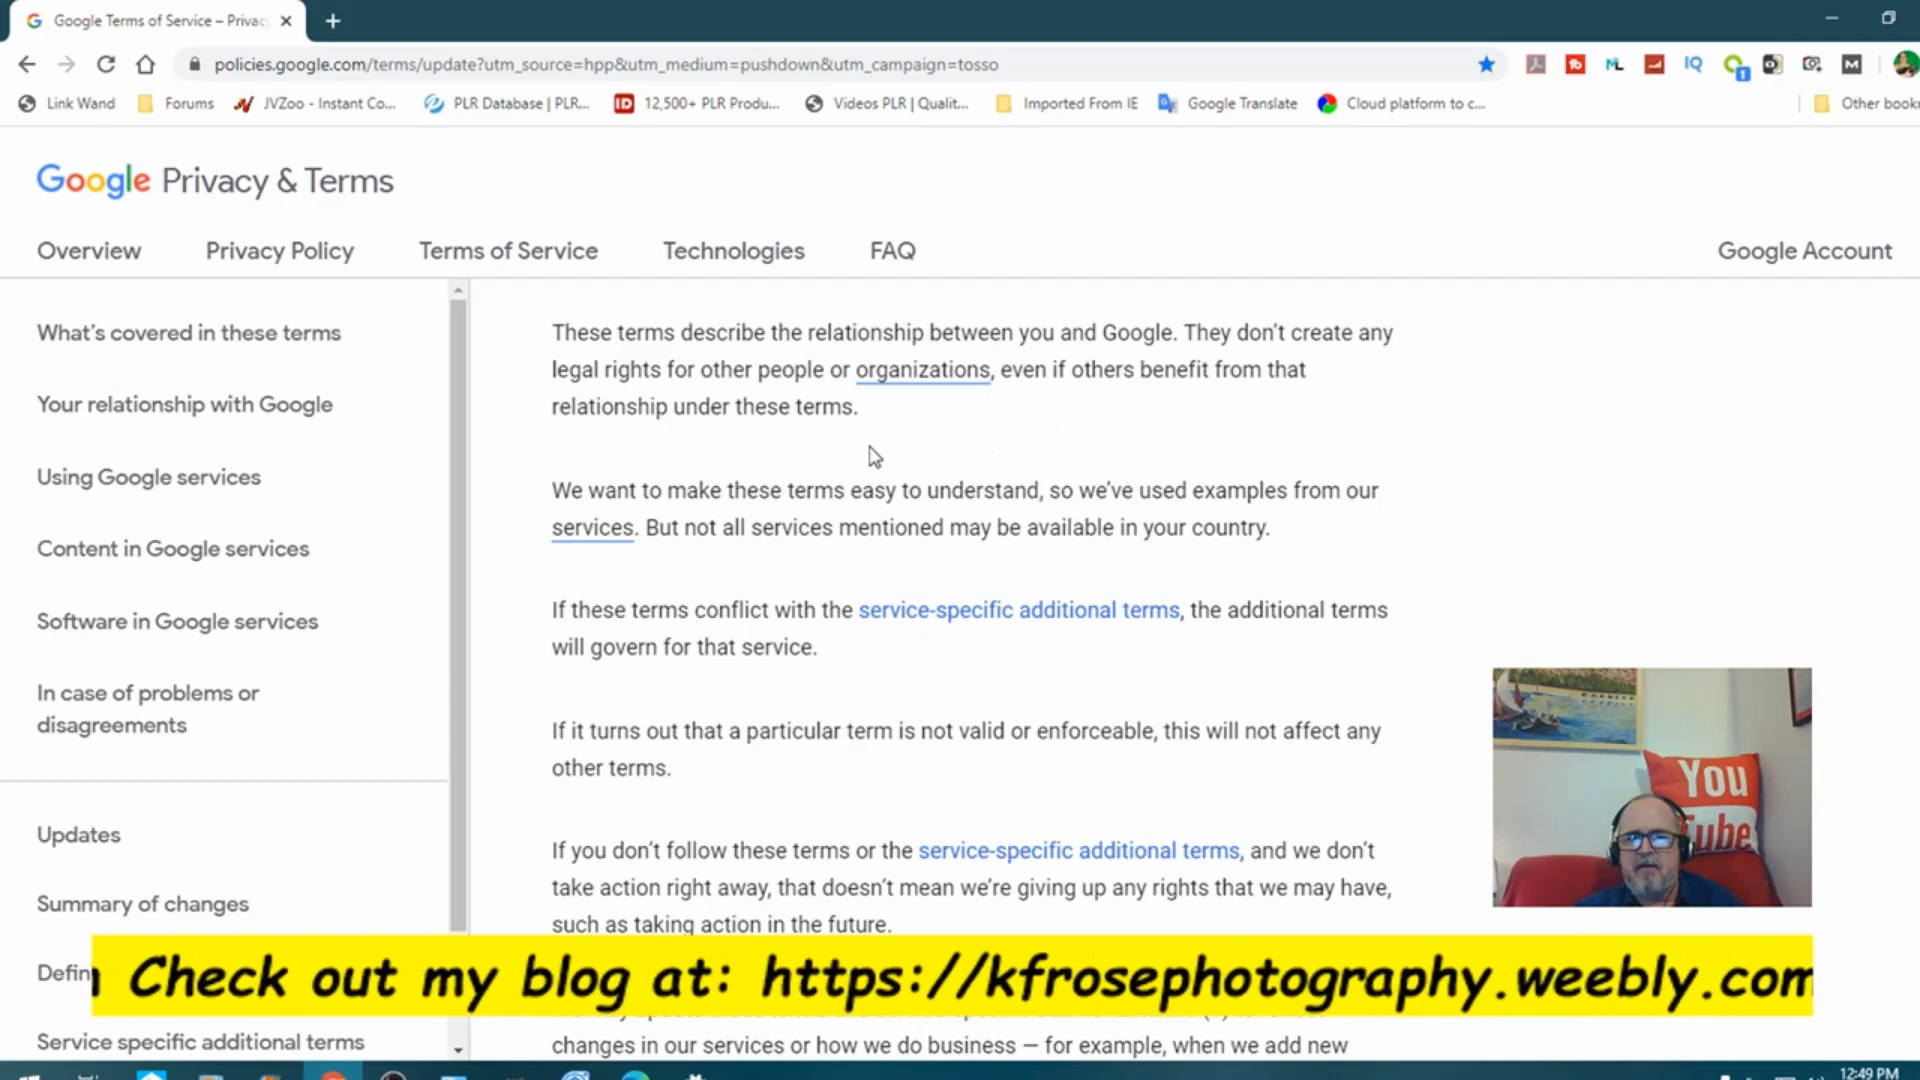 Google Terms of Service – Privac
policies.google.com/terms/update?utm_source=hpp&utm_medium=pushdown&utm_campaign=tosso
Link Wand Forums JVZoo - Instant Co... PLR Database | PLR... 12,500+ PLR Produ... Videos PLR | Qualit... Imported From IE Google Translate Cloud platform to c... Other book
Google Privacy & Terms
Overview Privacy Policy Terms of Service Technologies FAQ Google Account
What's covered in these terms
Your relationship with Google
Using Google services
Content in Google services
Software in Google services
In case of problems or
disagreements
Updates
Summary of changes
Defin
Service specific additional terms
These terms describe the relationship between you and Google. They don't create any
legal rights for other people or organizations, even if others benefit from that
relationship under these terms.
We want to make these terms easy to understand, so we've used examples from our
services. But not all services mentioned may be available in your country.
If these terms conflict with the service-specific additional terms, the additional terms
will govern for that service.
If it turns out that a particular term is not valid or enforceable, this will not affect any
other terms.
If you don't follow these terms or the service-specific additional terms, and we don't
take action right away, that doesn't mean we're giving up any rights that we may have,
such as taking action in the future.
changes in our services or how we do business — for example, when we add new
You
Tube
Check out my blog at: https://kfrosephotography.weebly.com
12:49 PM